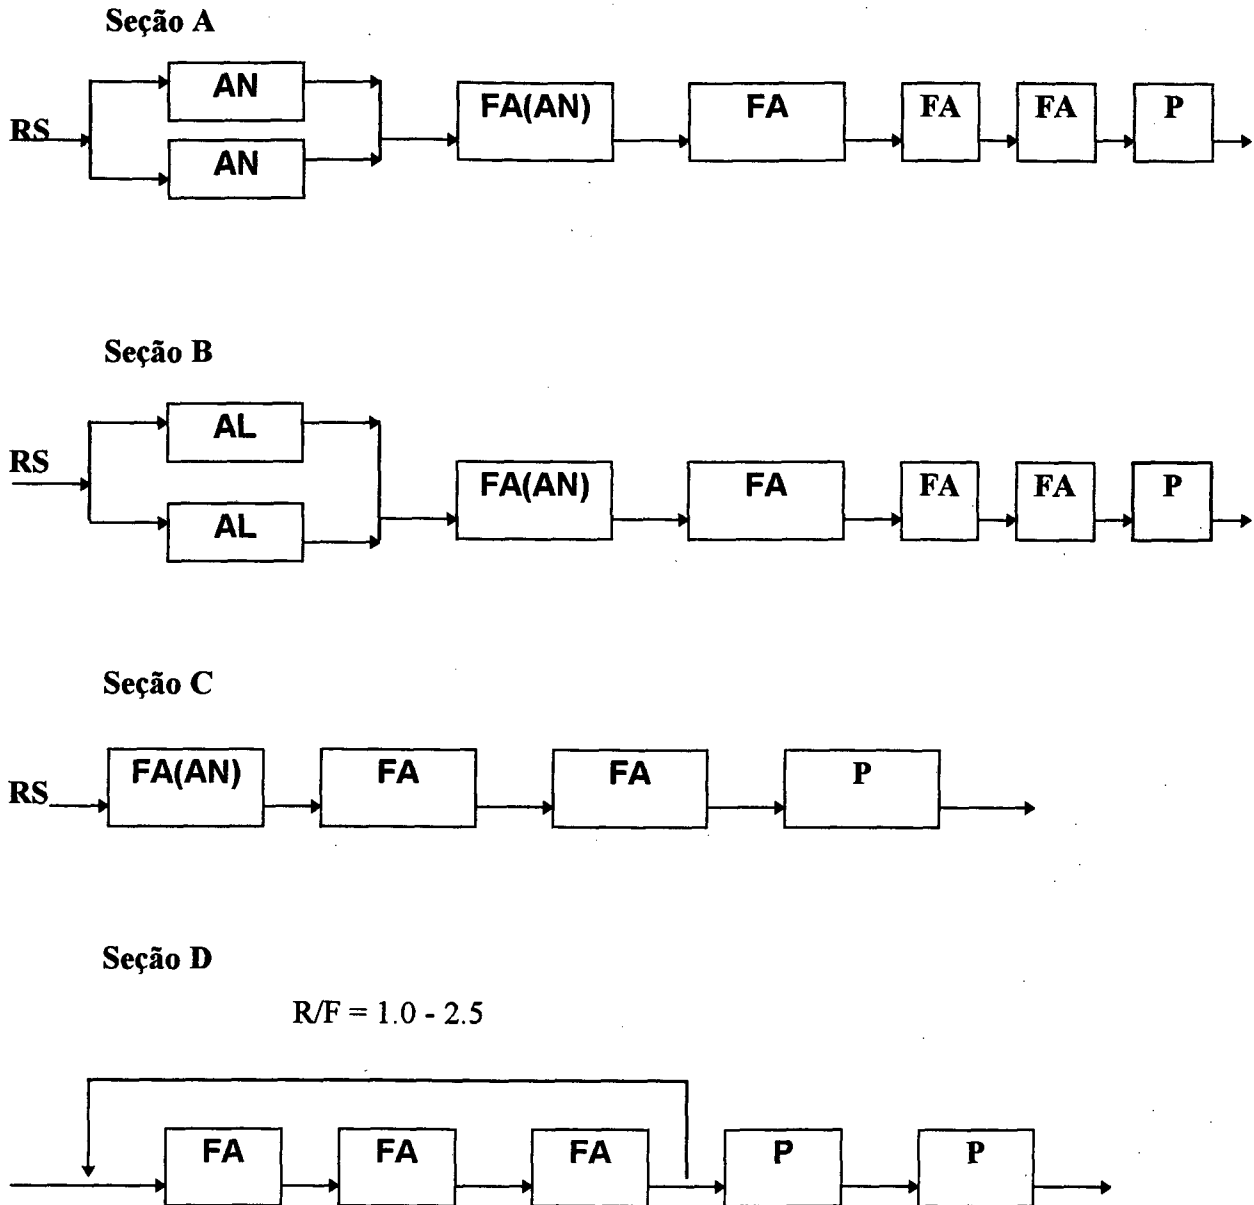 Seção A
AN
RS
AN
FA(AN)
FA
FA
FA
P
Seção B
AL
RS
AL
FA(AN)
FA
FA
FA
P
Seção C
RS
FA(AN)
FA
FA
P
Seção D
R/F = 1.0 - 2.5
FA
FA
FA
P
P